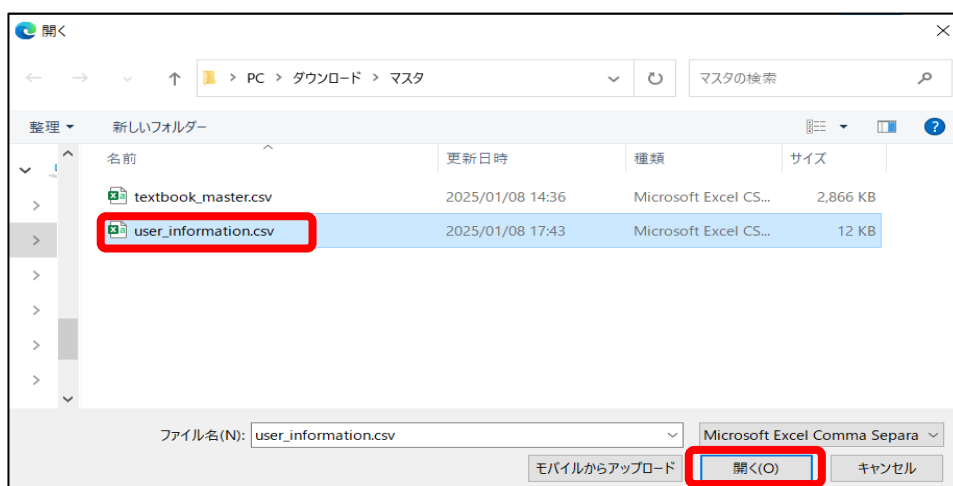 開く
PC > ダウンロード > マスタ
マスタの検索
整理 新しいフォルダー
名前 更新日時 種類 サイズ
textbook_master.csv 2025/01/08 14:36 Microsoft Excel CS... 2,866 KB
user_information.csv 2025/01/08 17:43 Microsoft Excel CS... 12 KB
ファイル名(N): user_information.csv Microsoft Excel Comma Separa
モバイルからアップロード 開く(O) キャンセル